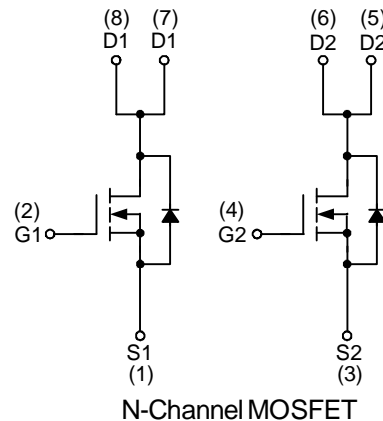 (8) (7) (6) (5)
D1 D1 D2 D2
(2) (4)
G1 G2
S1 S2
(1) (3)
N-Channel MOSFET